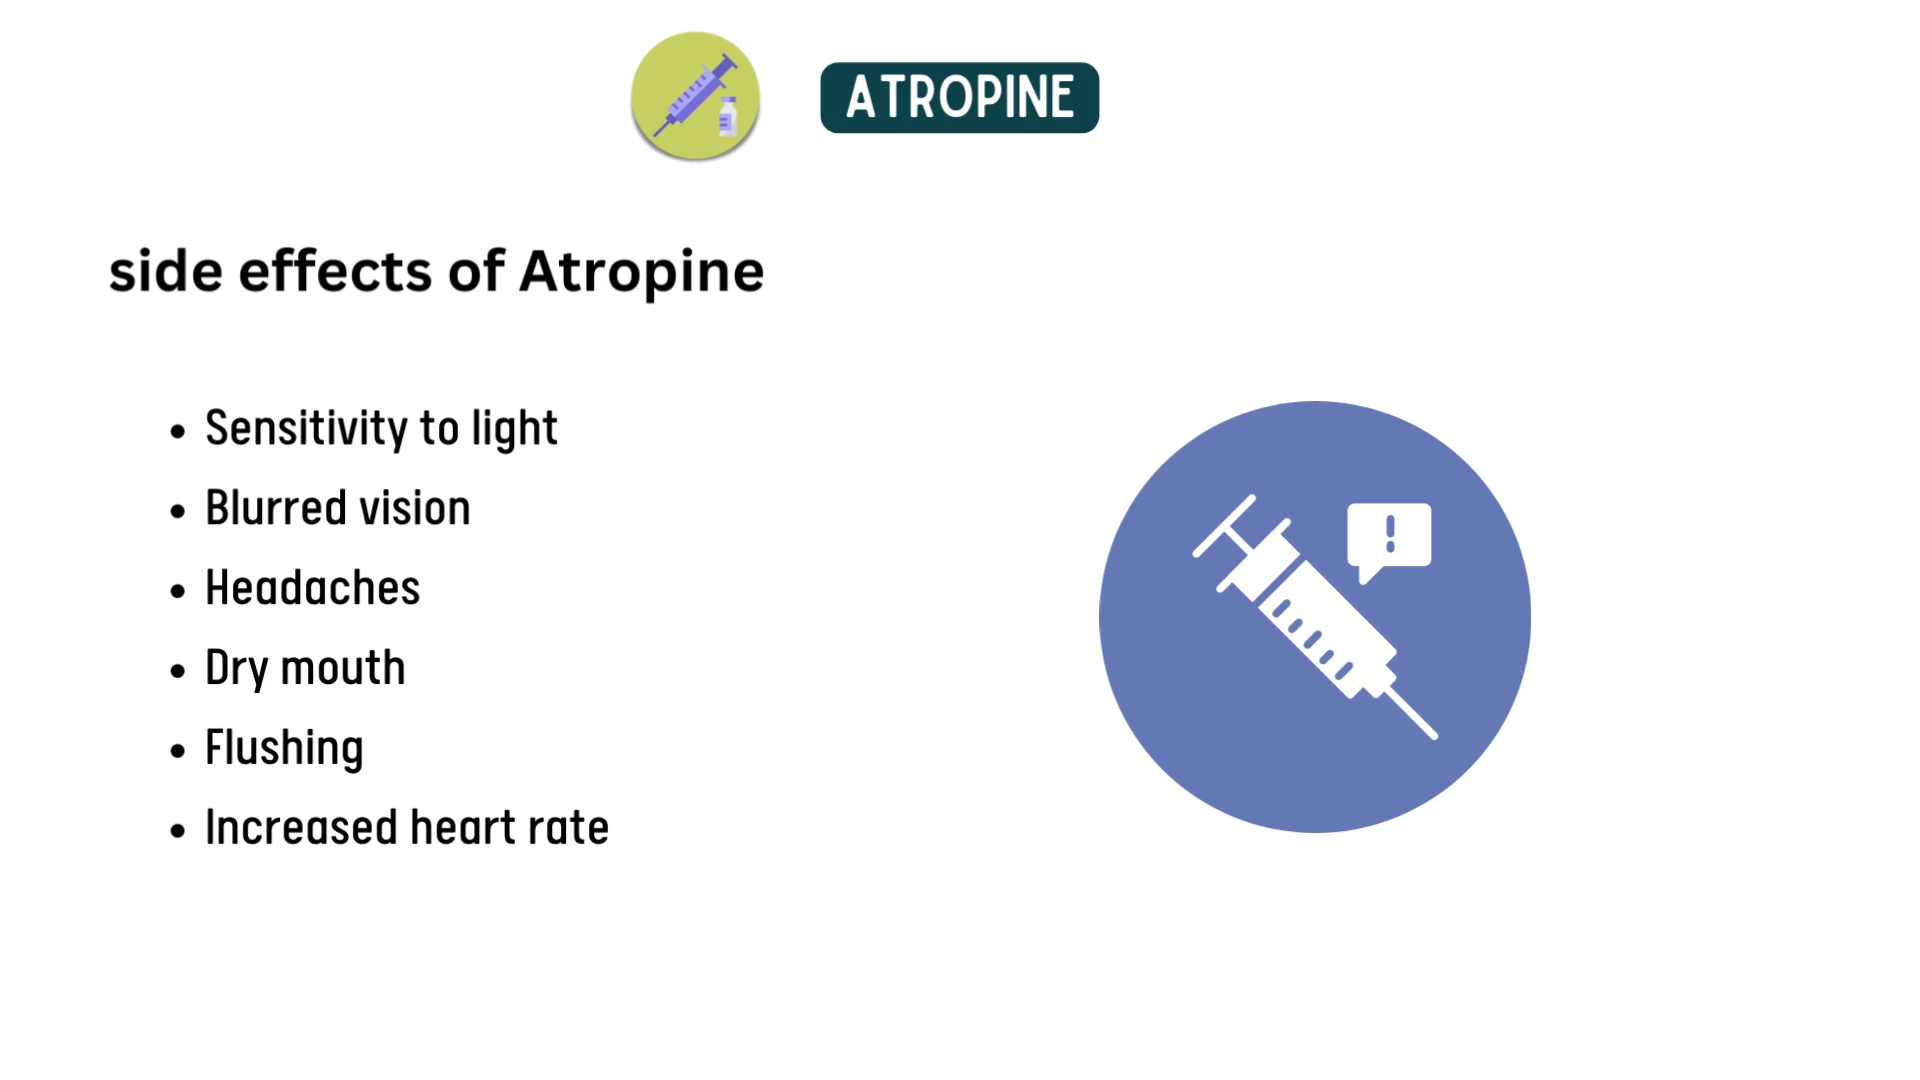 ATROPINE
side effects of Atropine
• Sensitivity to light
• Blurred vision
• Headaches
• Dry mouth
• Flushing
• Increased heart rate
!